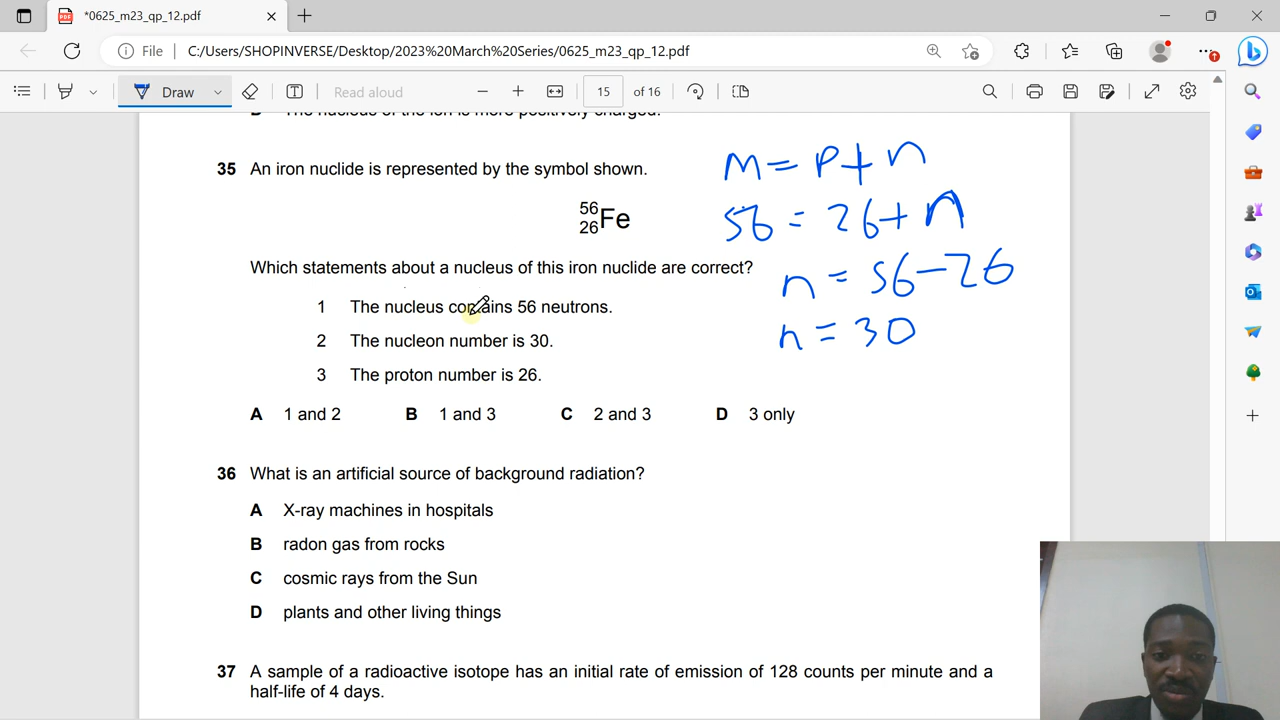 *0625_m23_qp_12.pdf
File C:/Users/SHOPINVERSE/Desktop/2023%20March%20Series/0625_m23_qp_12.pdf
Draw Read aloud 15 of 16
35 An iron nuclide is represented by the symbol shown.
56
26 Fe
Which statements about a nucleus of this iron nuclide are correct?
1 The nucleus contains 56 neutrons.
2 The nucleon number is 30.
3 The proton number is 26.
A 1 and 2 B 1 and 3 C 2 and 3 D 3 only
M = P + n
56 = 26 + n
n = 56 - 26
n = 30
36 What is an artificial source of background radiation?
A X-ray machines in hospitals
B radon gas from rocks
C cosmic rays from the Sun
D plants and other living things
37 A sample of a radioactive isotope has an initial rate of emission of 128 counts per minute and a
half-life of 4 days.